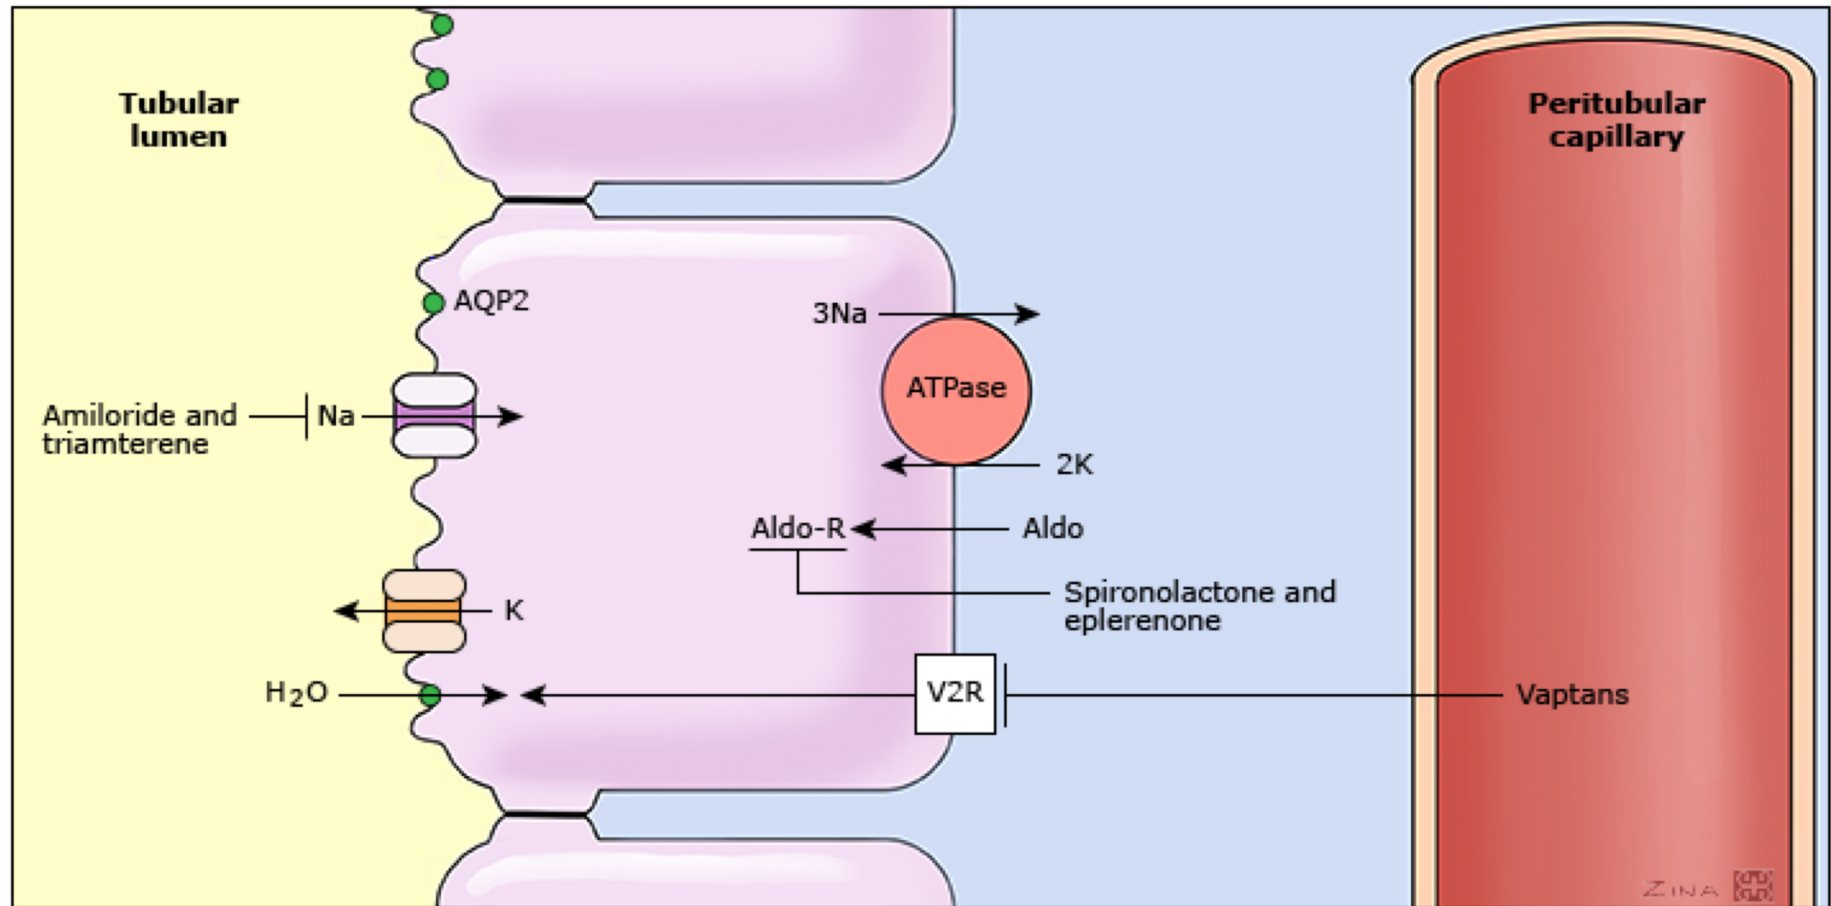 Tubular
lumen
Peritubular
capillary
AQP2
3Na
ATPase
Amiloride and
triamterene
Na
2K
Aldo-R
Aldo
Spironolactone and
eplerenone
K
H₂O
V2R
Vaptans
ZINA